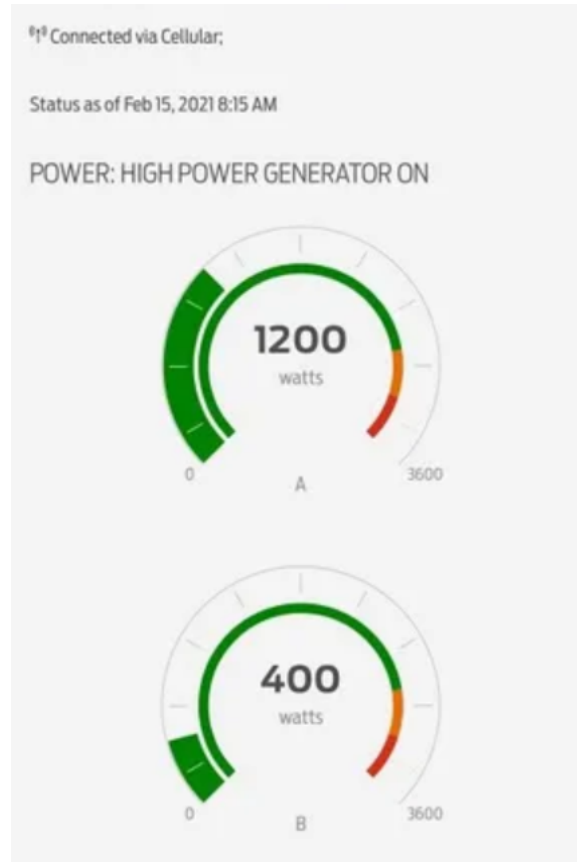 Connected via Cellular;
Status as of Feb 15, 2021 8:15 AM
POWER: HIGH POWER GENERATOR ON
1200
watts
0
3600
A
400
watts
0
3600
B